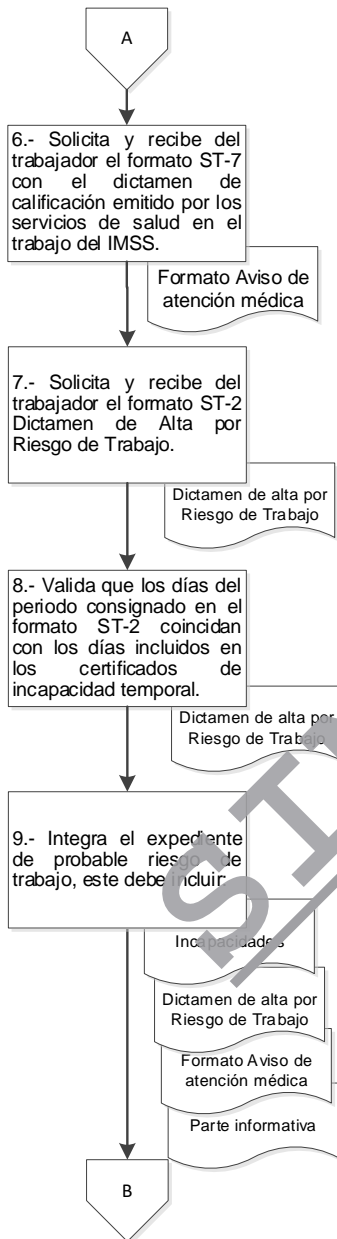 A
6.- Solicita y recibe del
trabajador el formato ST-7
con el dictamen de
calificación emitido por los
servicios de salud en el
trabajo del IMSS.
Formato Aviso de
atención médica
7.- Solicita y recibe del
trabajador el formato ST-2
Dictamen de Alta por
Riesgo de Trabajo.
Dictamen de alta por
Riesgo de Trabajo
8.- Valida que los días del
periodo consignado en el
formato ST-2 coincidan
con los días incluidos en
los certificados de
incapacidad temporal.
Dictamen de alta por
Riesgo de Trabajo
9.- Integra el expediente
de probable riesgo de
trabajo, este debe incluir:
Incapacidades
Dictamen de alta por
Riesgo de Trabajo
Formato Aviso de
atención médica
Parte informativa
B